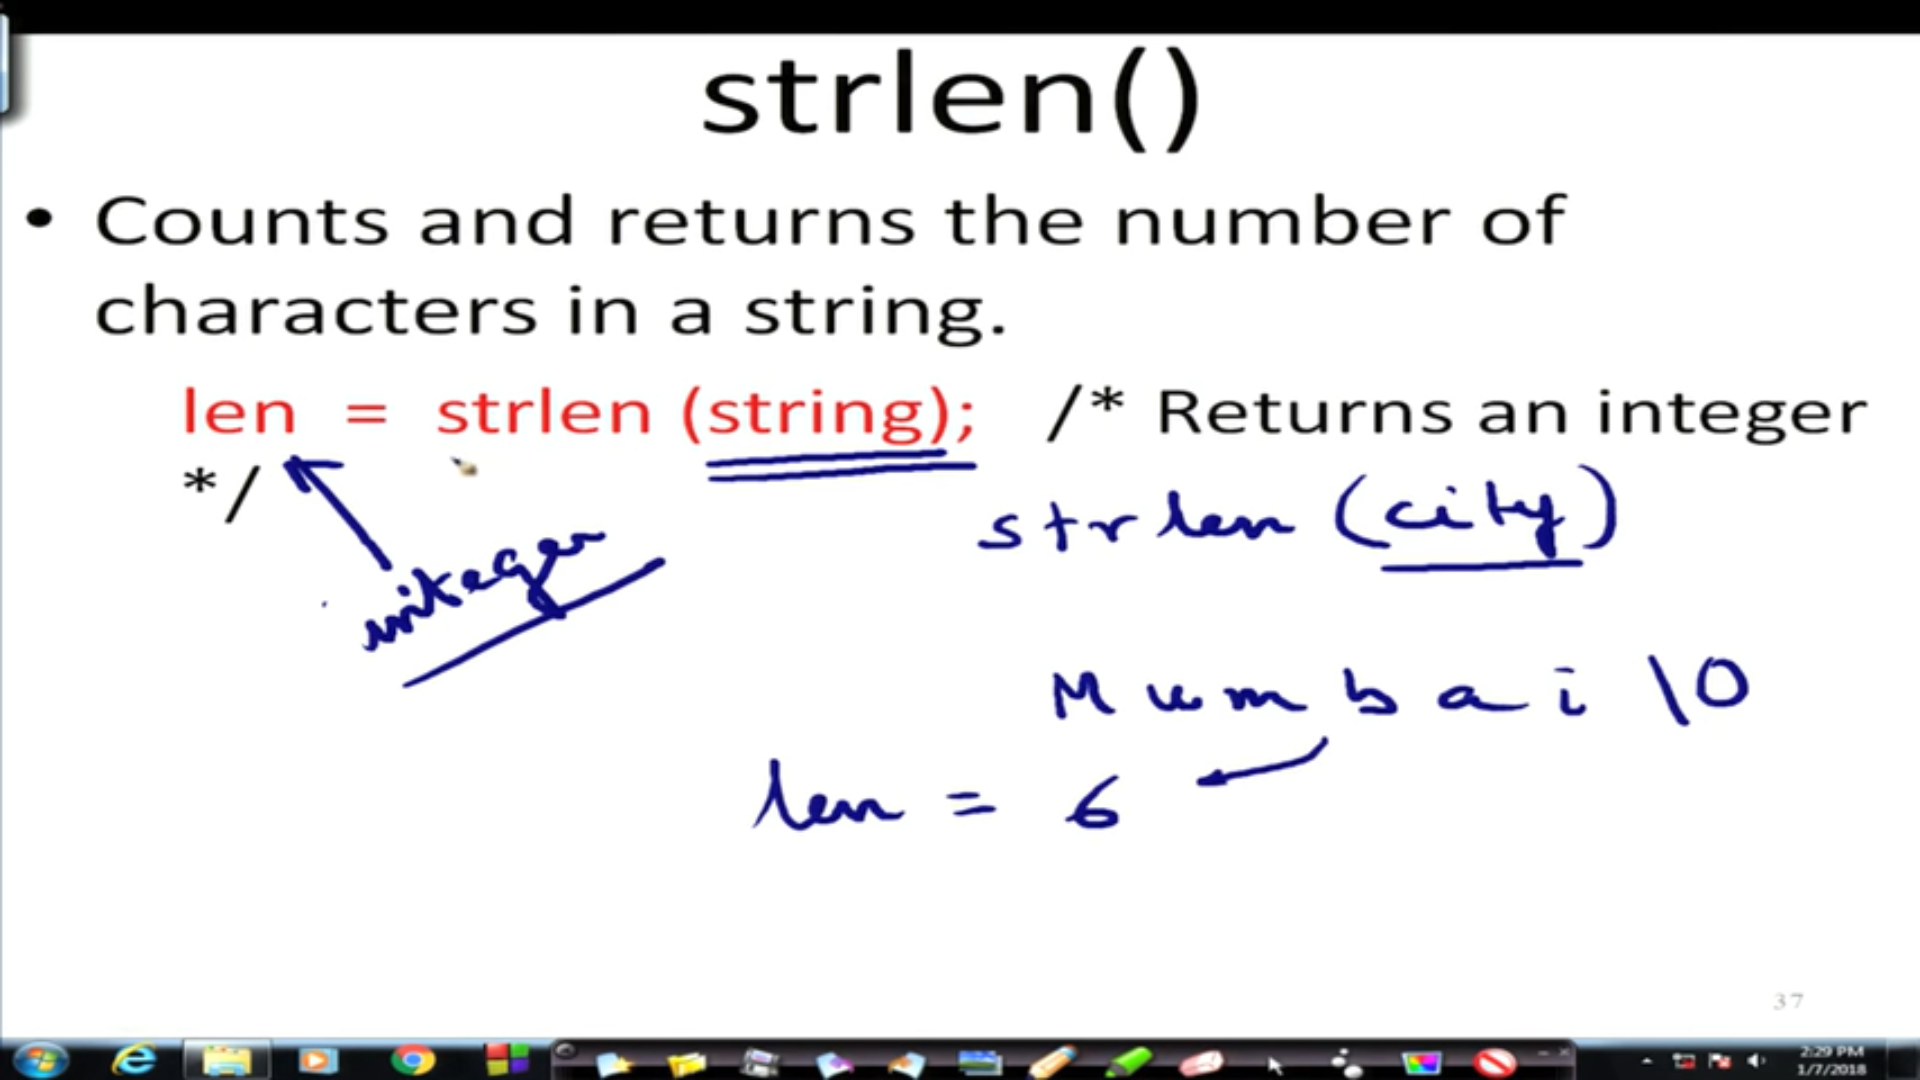 strlen()
• Counts and returns the number of
characters in a string.
len = strlen (string); /* Returns an integer
*/
strlen (city)
integer
Mumbai \0
len = 6
37
2:29 PM
1/7/2018